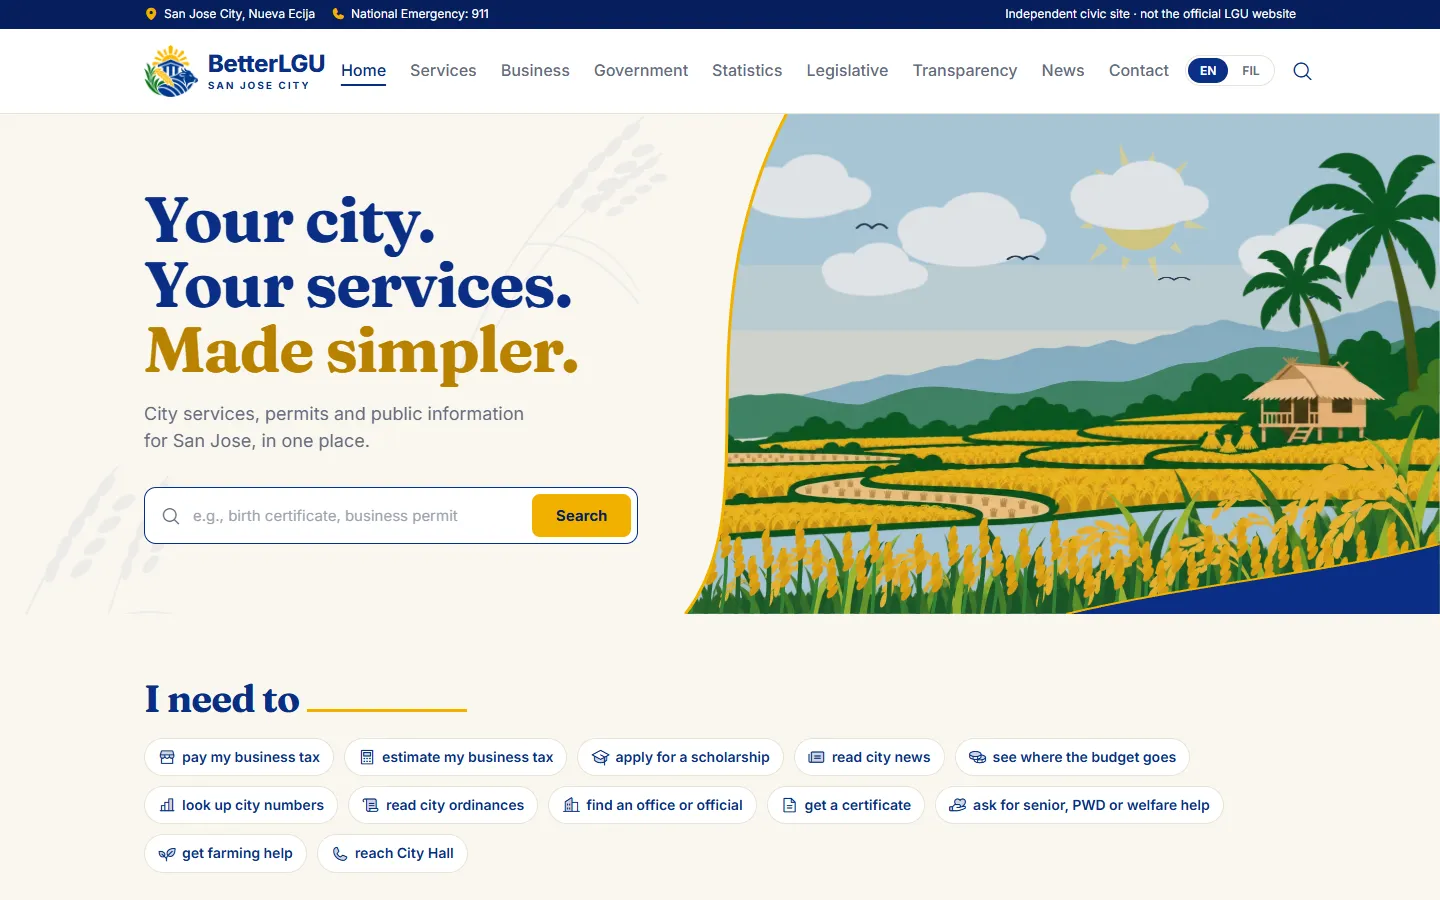 San Jose City, Nueva Ecija
National Emergency: 911
Independent civic site · not the official LGU website
BetterLGU
SAN JOSE CITY
Home
Services
Business
Government
Statistics
Legislative
Transparency
News
Contact
EN
FIL
Your city.
Your services.
Made simpler.
City services, permits and public information
for San Jose, in one place.
e.g., birth certificate, business permit
Search
I need to
pay my business tax
estimate my business tax
apply for a scholarship
read city news
see where the budget goes
look up city numbers
read city ordinances
find an office or official
get a certificate
ask for senior, PWD or welfare help
get farming help
reach City Hall